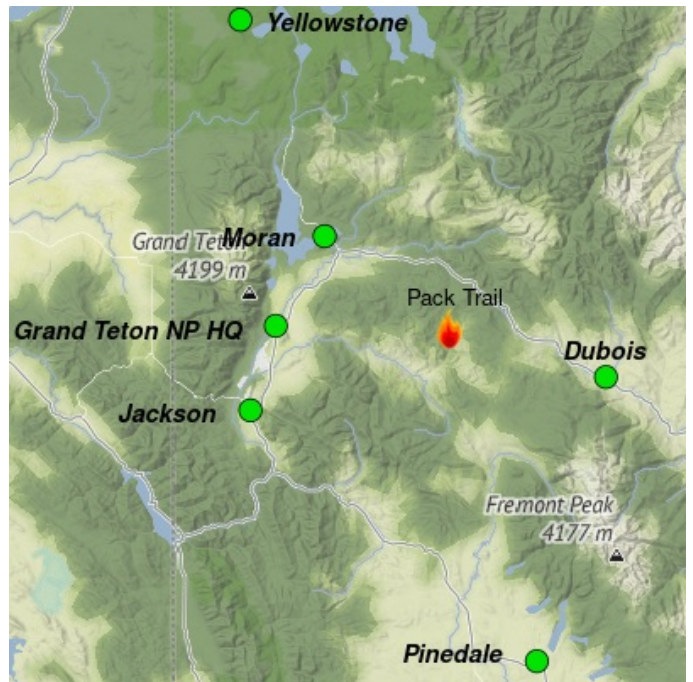 Yellowstone
Moran
Grand Teton
4199 m
Pack Trail
Grand Teton NP HQ
Dubois
Jackson
Fremont Peak
4177 m
Pinedale